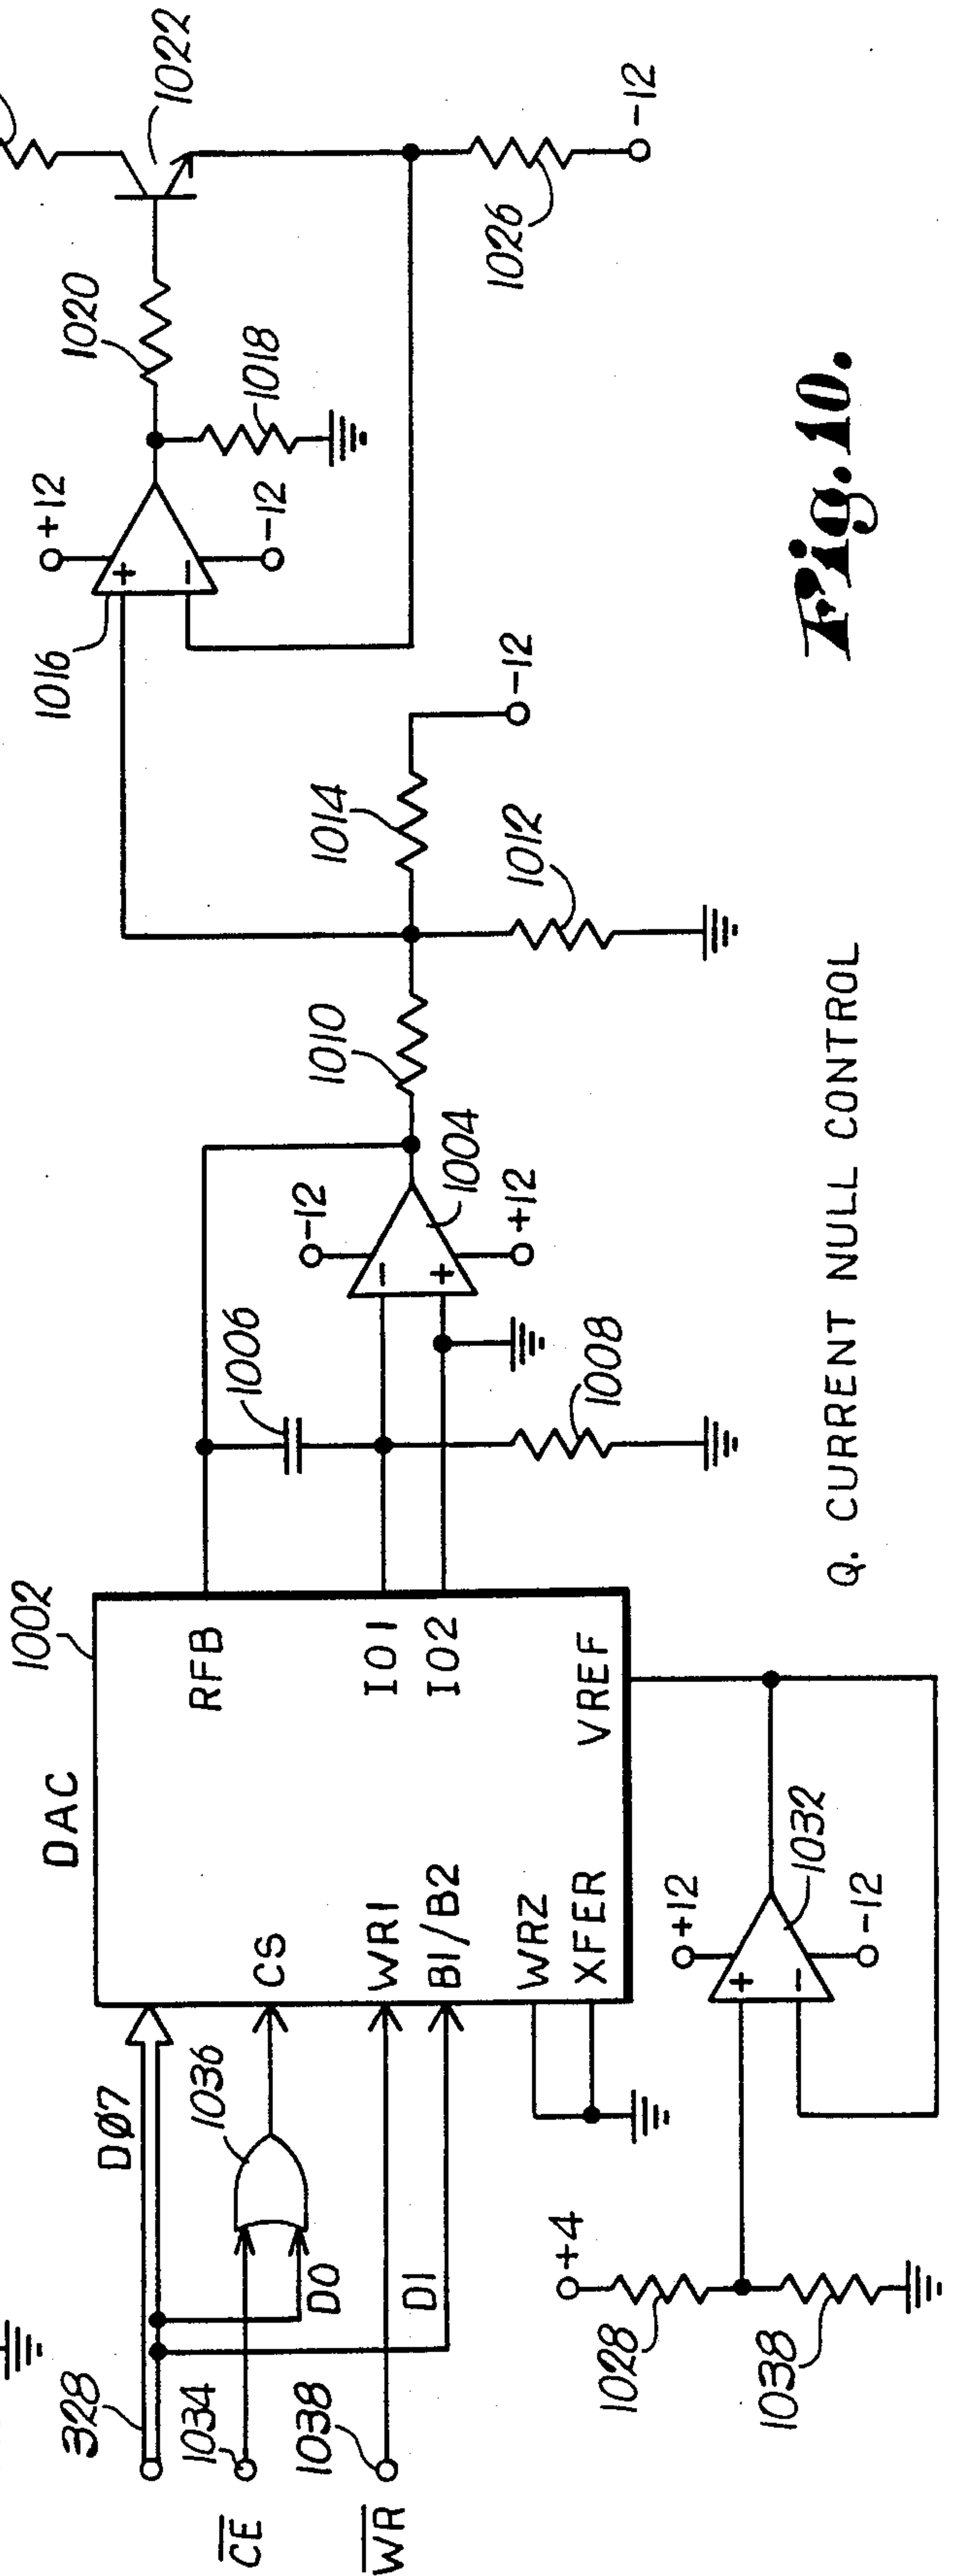 1022
1020
1018
+12
-12
1016
1026
-12
1014
-12
1012
1010
1004
-12
+12
1006
1008
1002
DAC
RFB
IO1
IO2
VREF
CS
WR1
B1/B2
WRZ
XFER
DØ7
1036
DO
D1
328
1034
CE
1038
WR
+12
-12
1032
+4
1028
1038
Q. CURRENT NULL CONTROL
Fig. 10.